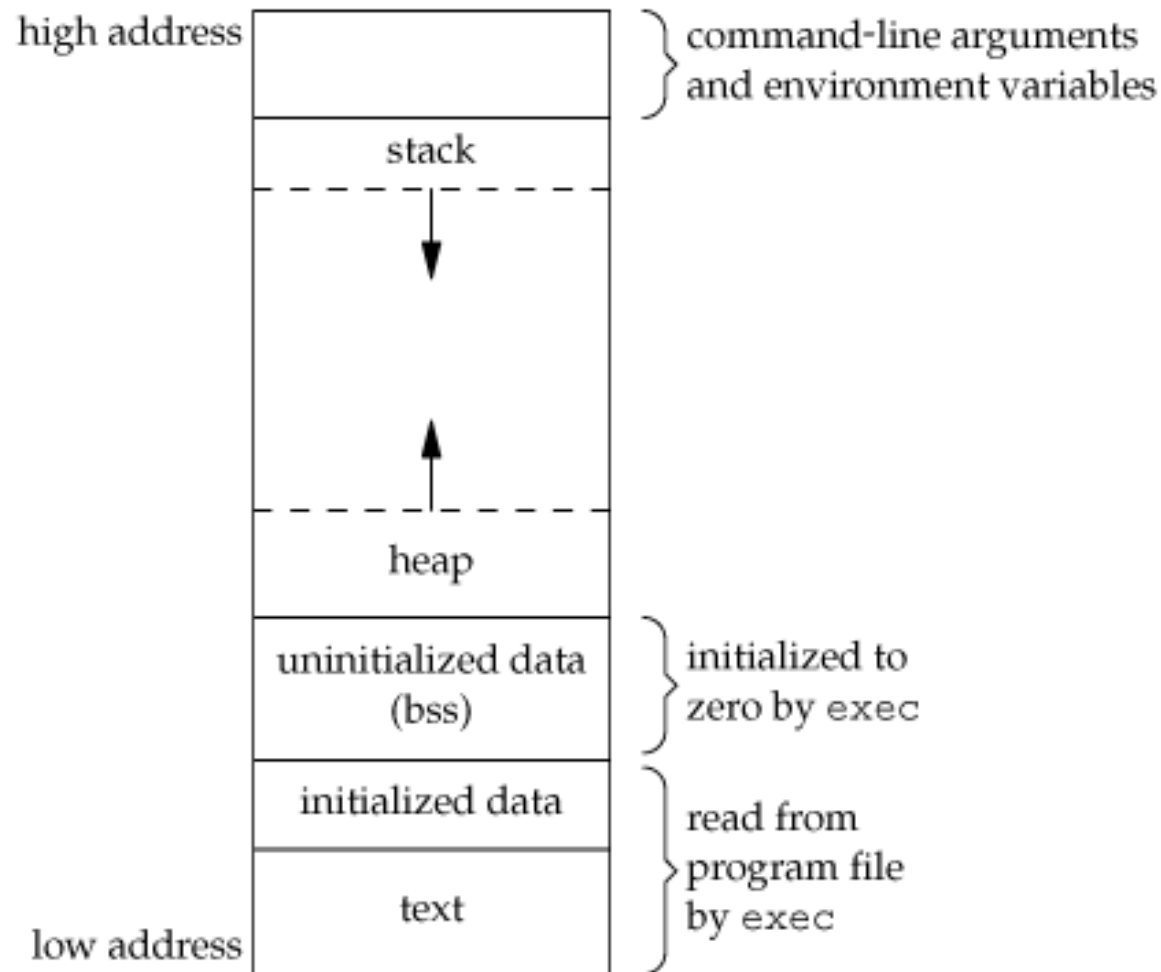 high address
command-line arguments
and environment variables
stack
heap
uninitialized data
(bss)
initialized to
zero by exec
initialized data
read from
program file
by exec
text
low address